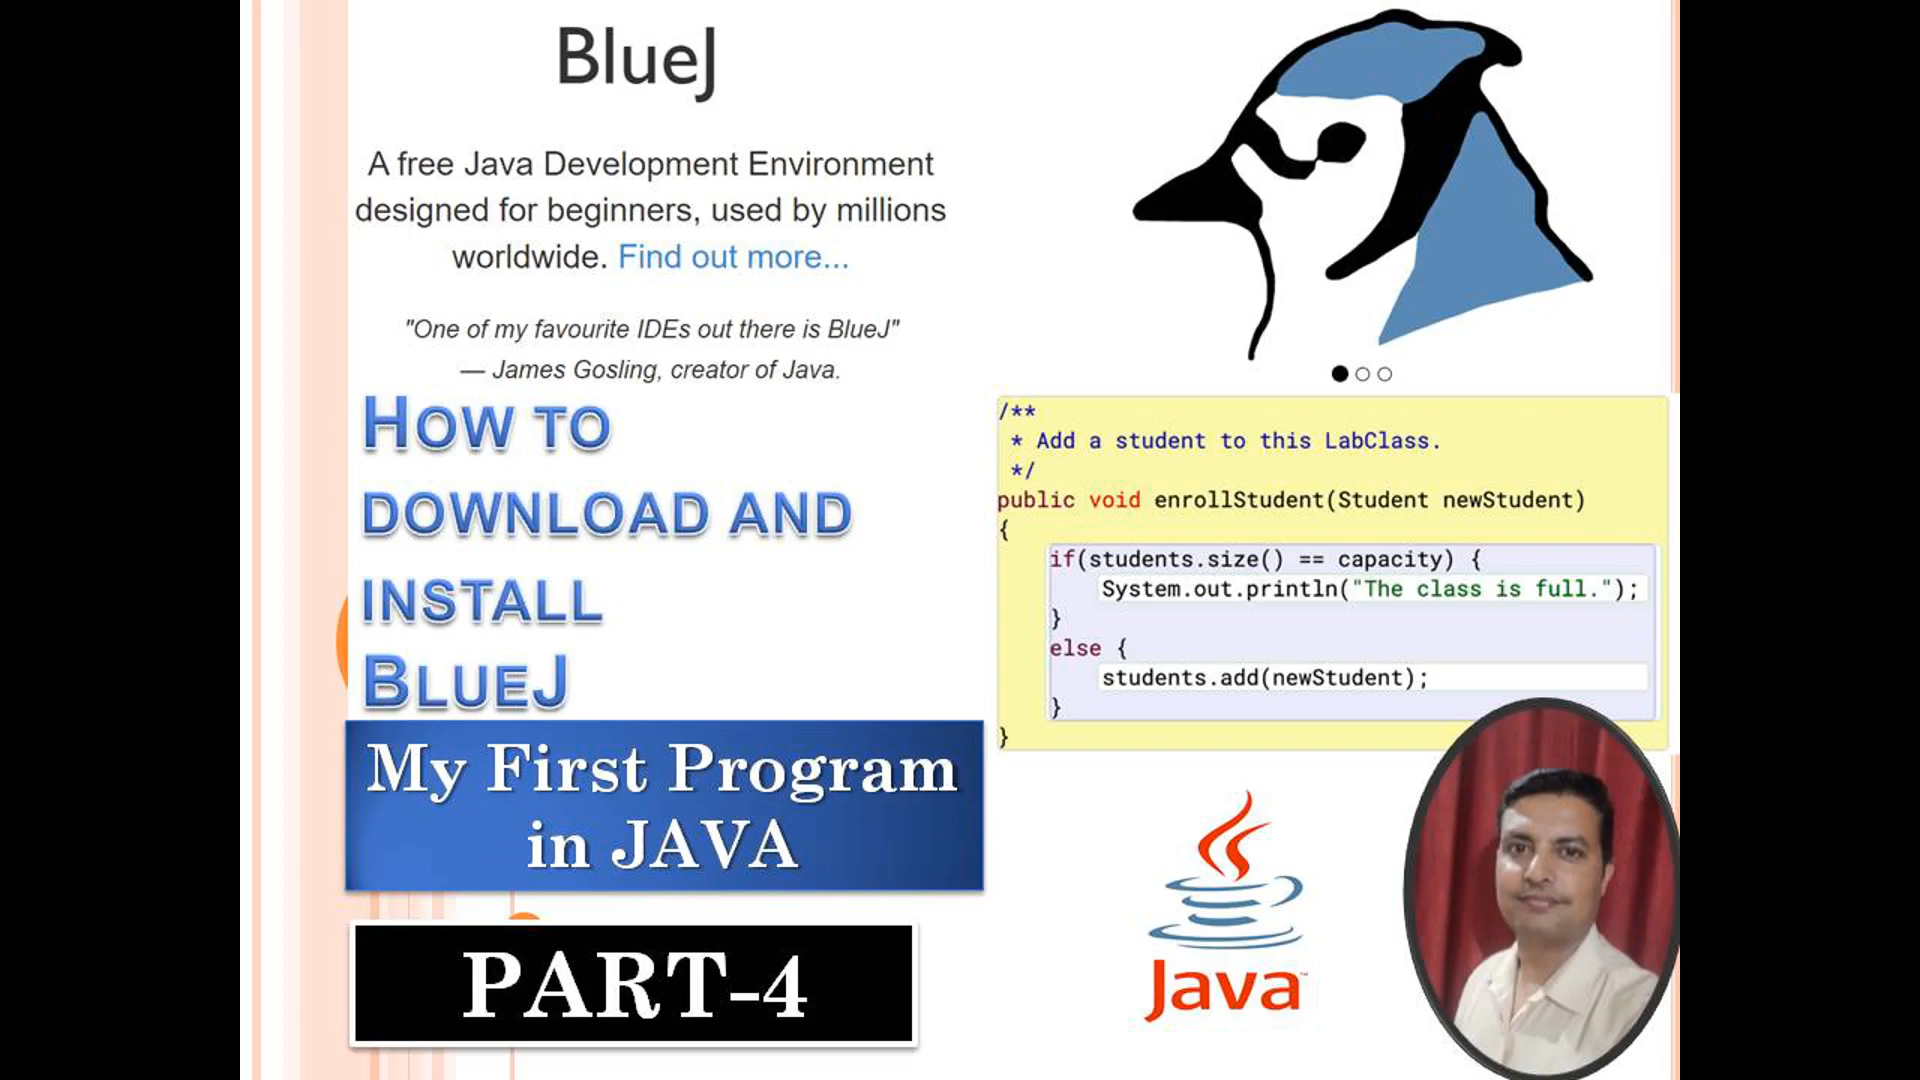 BlueJ
A free Java Development Environment
designed for beginners, used by millions
worldwide. Find out more...
"One of my favourite IDEs out there is BlueJ"
— James Gosling, creator of Java.
HOW TO
DOWNLOAD AND
INSTALL
BLUEJ
My First Program
in JAVA
PART-4
/**
 * Add a student to this LabClass.
 */
public void enrollStudent(Student newStudent)
{
    if(students.size() == capacity) {
        System.out.println("The class is full.");
    }
    else {
        students.add(newStudent);
    }
}
Java™